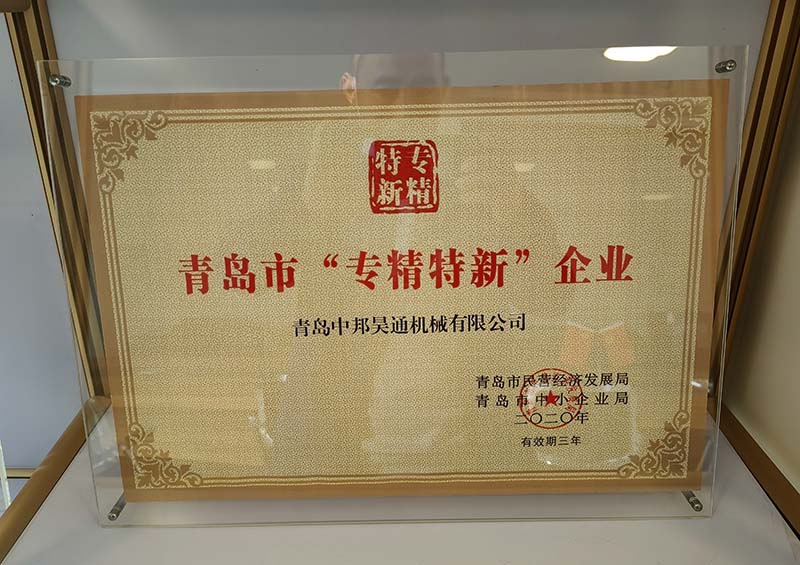 专精
特新
青岛市“专精特新”企业
青岛中邦昊通机械有限公司
青岛市民营经济发展局
青岛市中小企业局
二〇二〇年
有效期三年